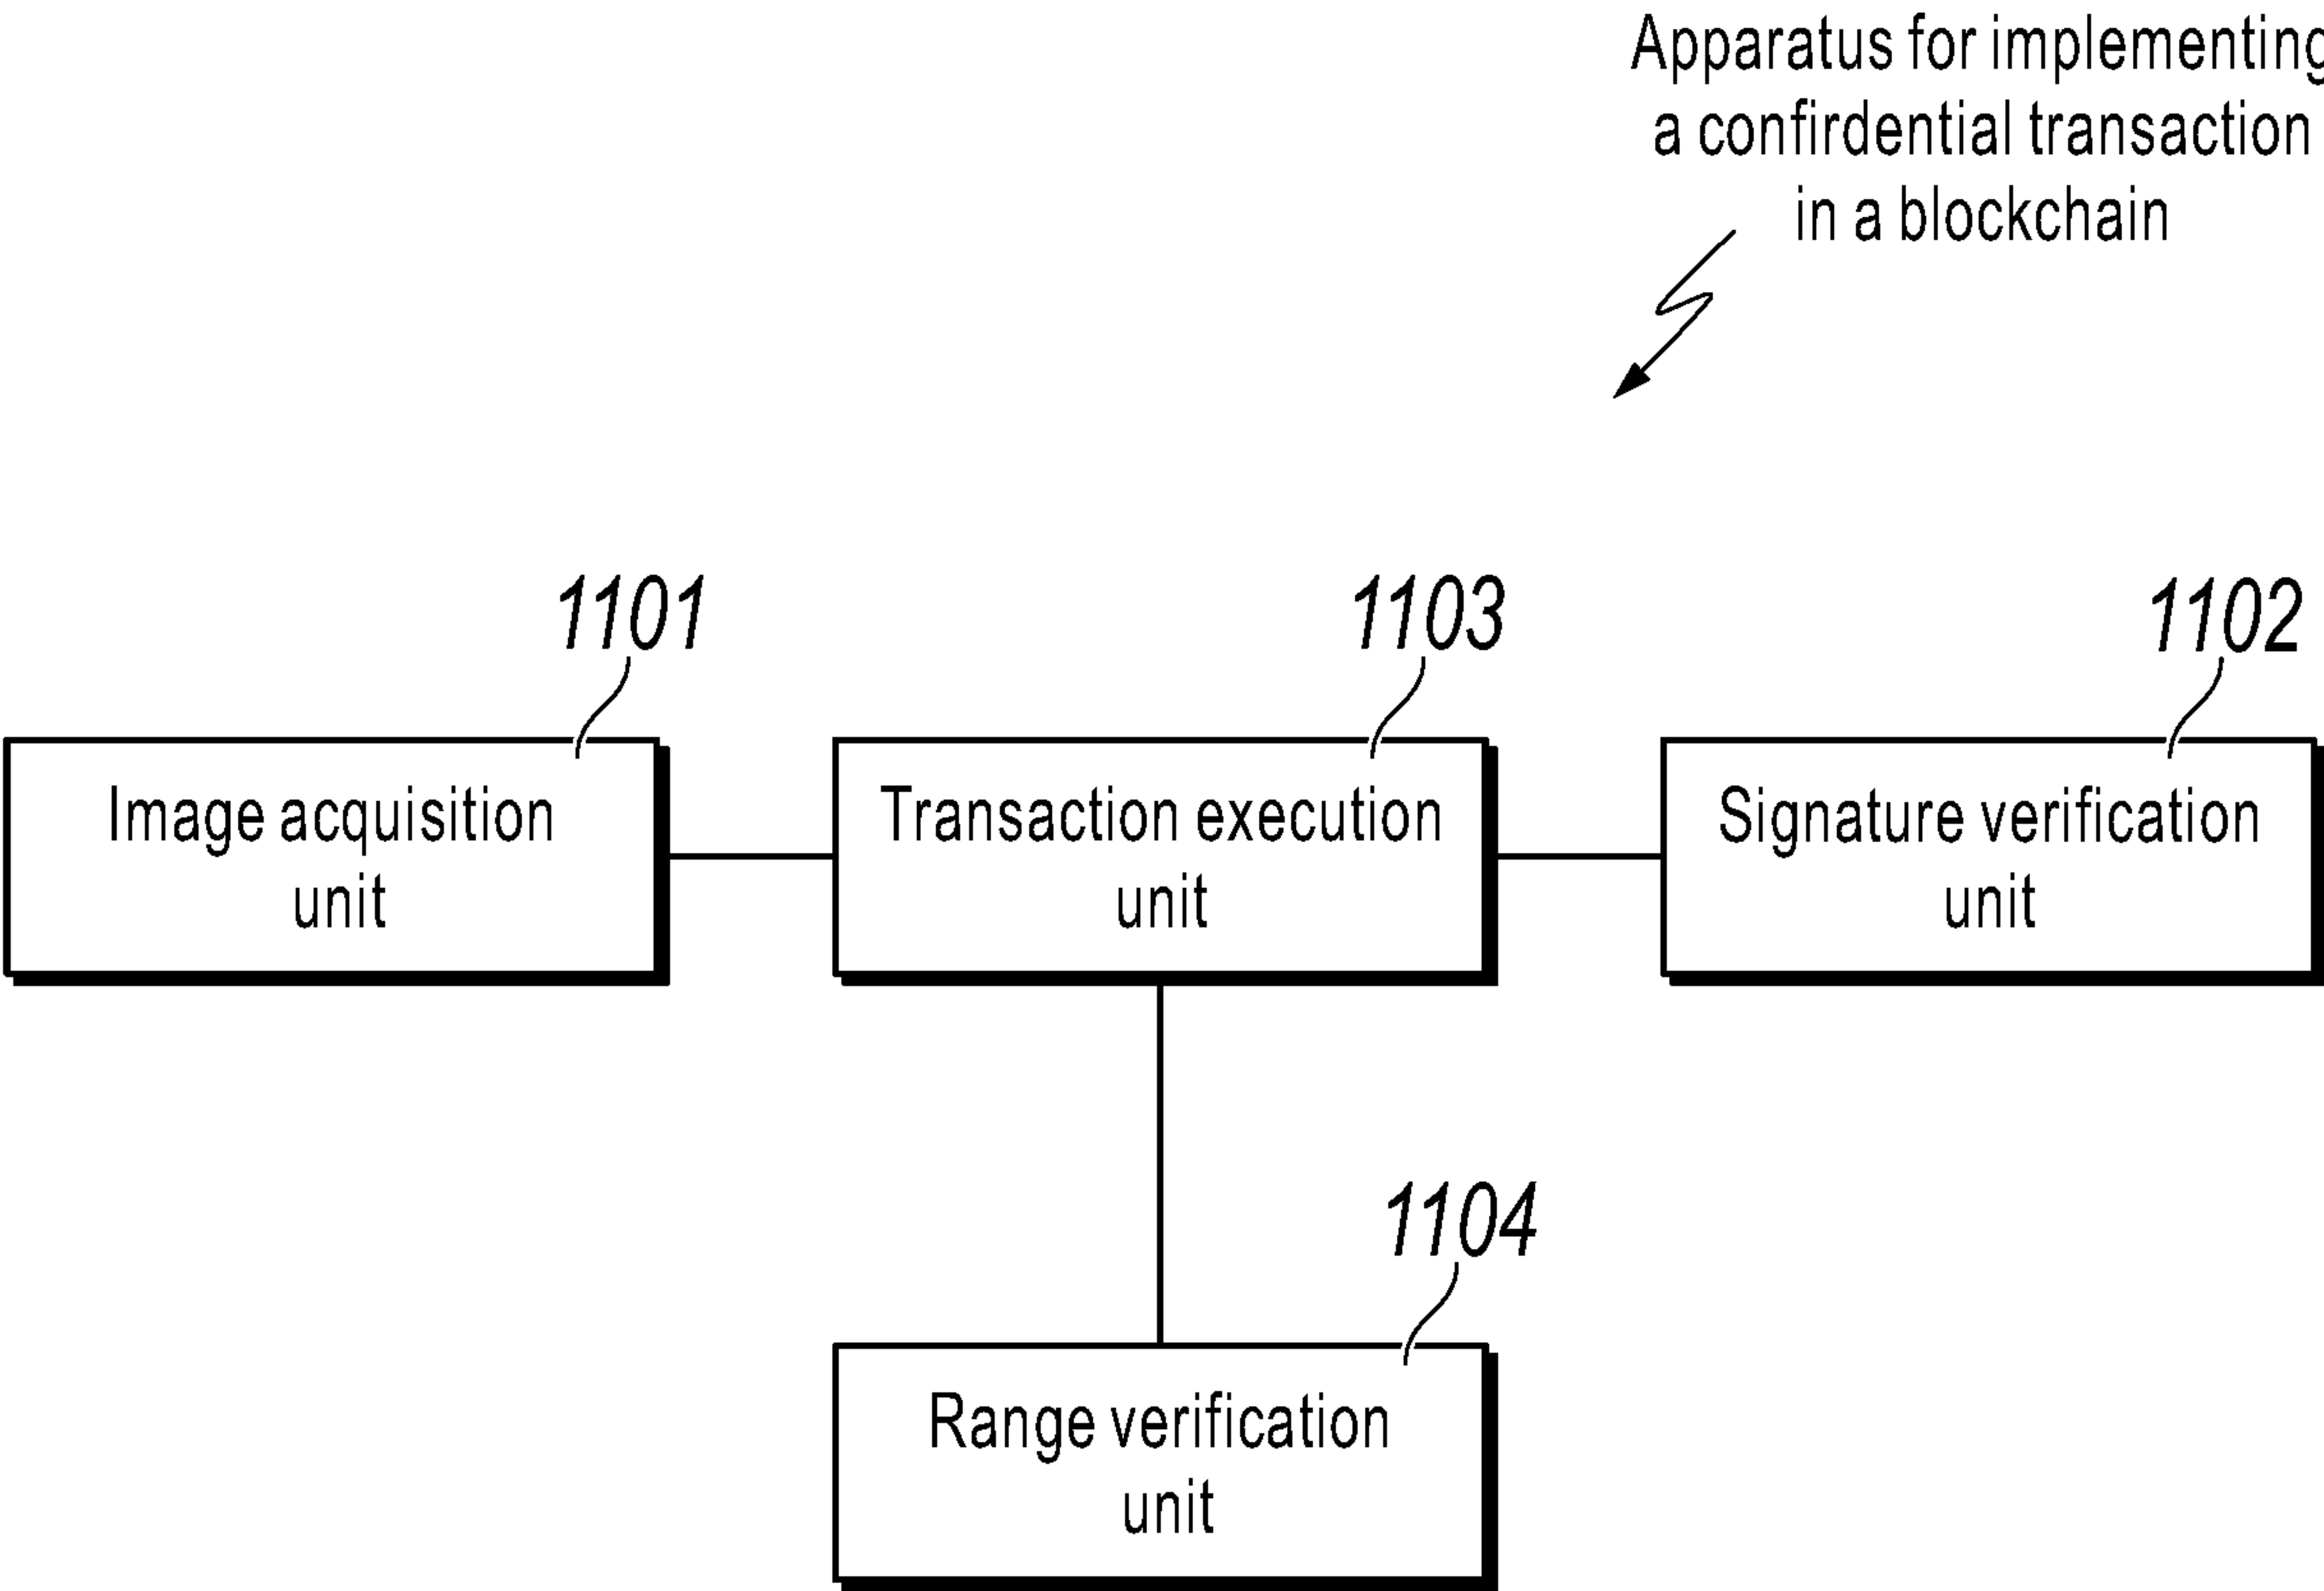 Apparatus for implementing
a confirdential transaction
in a blockchain
1101
1103
1102
Image acquisition
unit
Transaction execution
unit
Signature verification
unit
1104
Range verification
unit